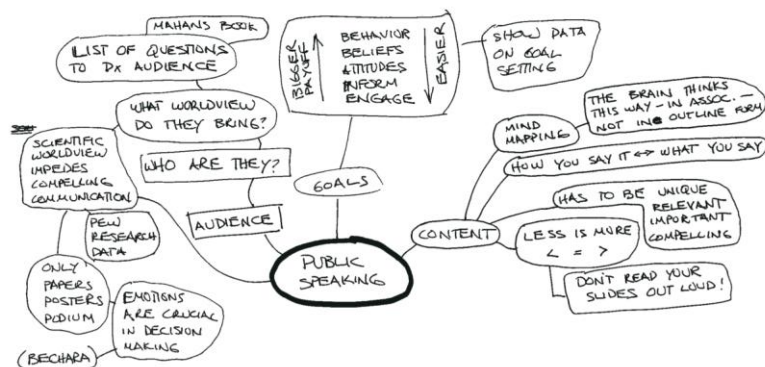 MAHANS BOOK
LIST OF QUESTIONS
TO DX AUDIENCE
WHAT WORLDVIEW
DO THEY BRING?
WHO ARE THEY?
AUDIENCE
SCIENTIFIC
WORLDVIEW
IMPEDES
COMPELLING
COMMUNICATION
PEW
RESEARCH
DATA
ONLY
PAPERS
POSTERS
PODIUM
EMOTIONS
ARE CRUCIAL
IN DECISION
MAKING
(BECHARA)
BIGGER
PAYOFF
BEHAVIOR
BELIEFS
ATTITUDES
INFORM
ENGAGE
EASIER
SHOW DATA
ON GOAL
SETTING
GOALS
PUBLIC
SPEAKING
CONTENT
MIND
MAPPING
THE BRAIN THINKS
THIS WAY - IN ASSOC. -
NOT IN OUTLINE FORM
HOW YOU SAY IT ↔ WHAT YOU SAY
HAS TO BE UNIQUE
RELEVANT
IMPORTANT
COMPELLING
LESS IS MORE
< = >
DON'T READ YOUR
SLIDES OUT LOUD!